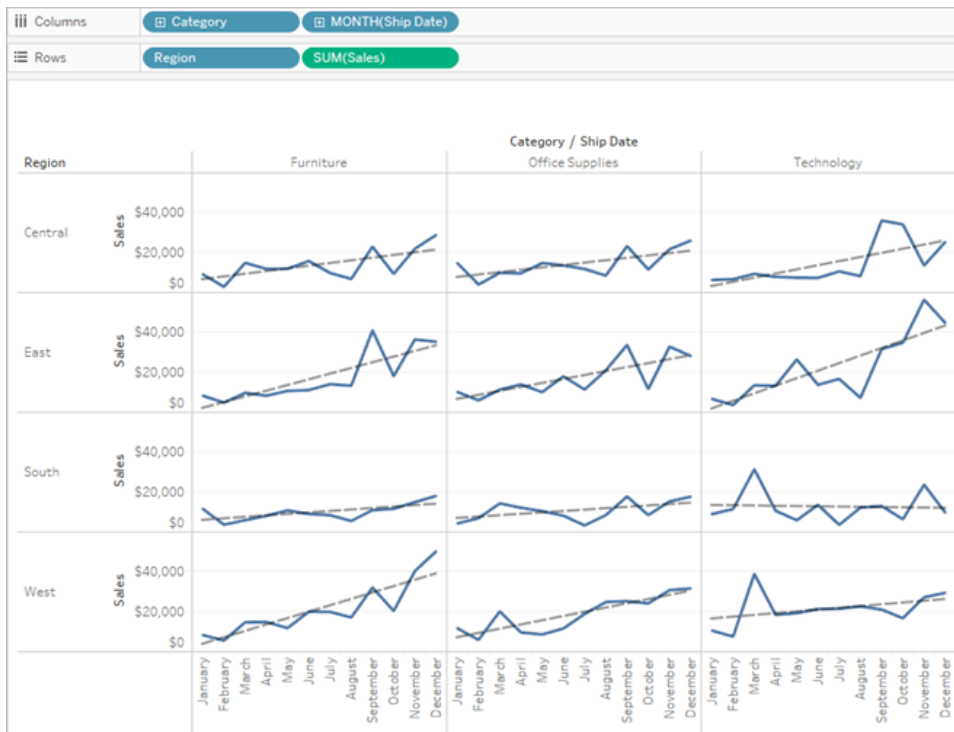 Columns Category MONTH(Ship Date)
Rows Region SUM(Sales)
Category / Ship Date
Region Furniture Office Supplies Technology
Central Sales $40,000 $20,000 $0
East Sales $40,000 $20,000 $0
South Sales $40,000 $20,000 $0
West Sales $40,000 $20,000 $0
January February March April May June July August September October November December January February March April May June July August September October November December January February March April May June July August September October November December